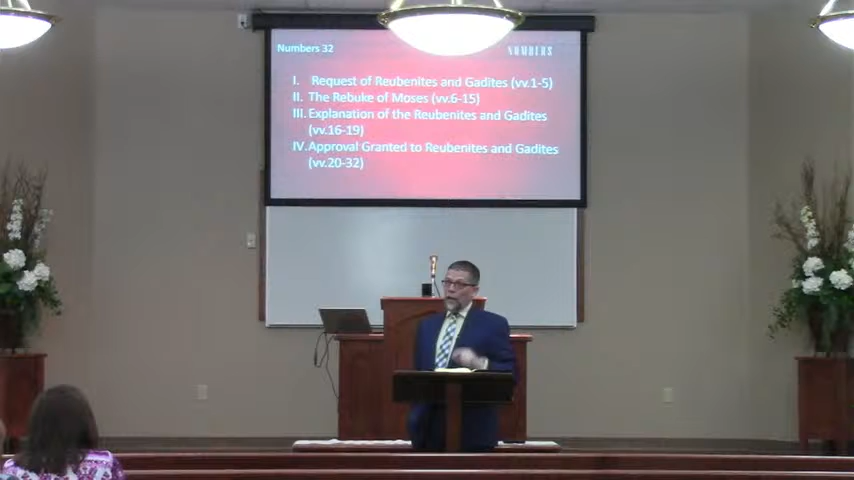 Numbers 32
NUMBERS
I. Request of Reubenites and Gadites (vv.1-5)
II. The Rebuke of Moses (vv.6-15)
III. Explanation of the Reubenites and Gadites
(vv.16-19)
IV. Approval Granted to Reubenites and Gadites
(vv.20-32)